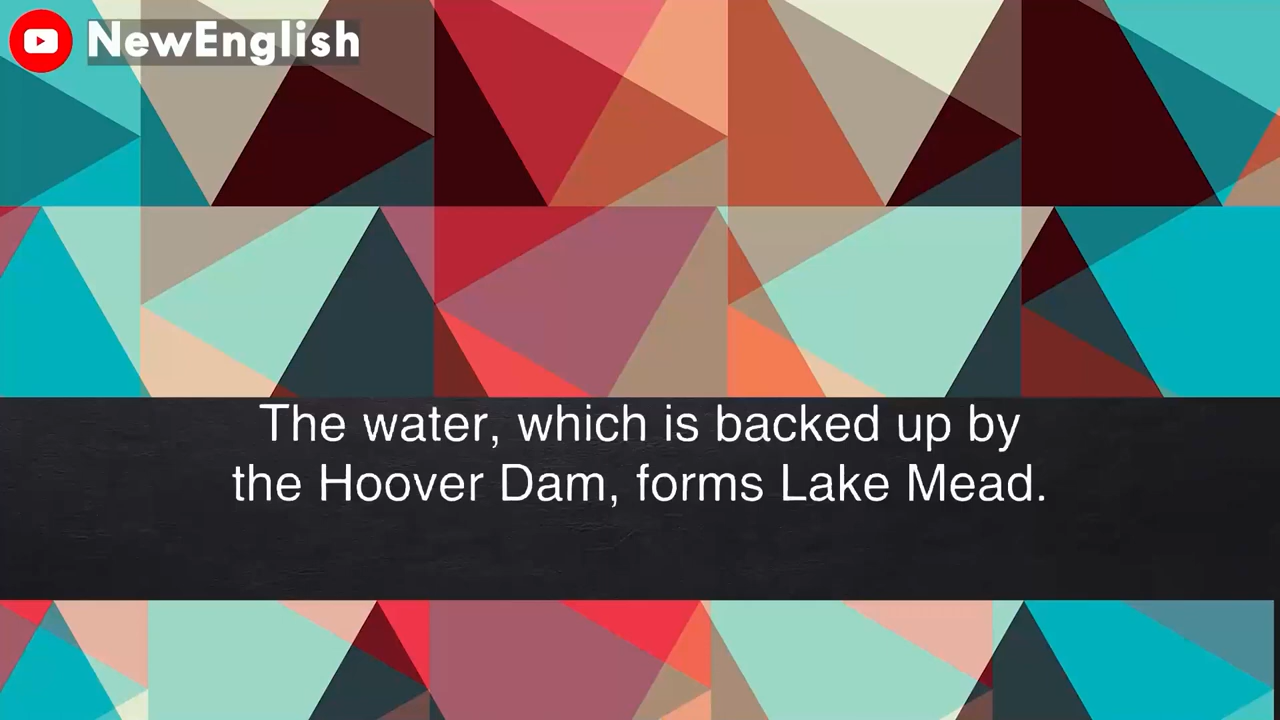 NewEnglish
The water, which is backed up by
the Hoover Dam, forms Lake Mead.